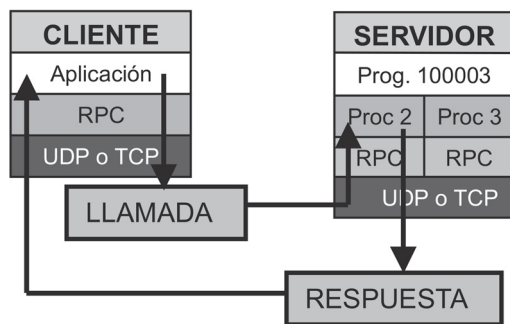 CLIENTE
Aplicación
RPC
UDP o TCP
LLAMADA
SERVIDOR
Prog. 100003
Proc 2 Proc 3
RPC RPC
UDP o TCP
RESPUESTA